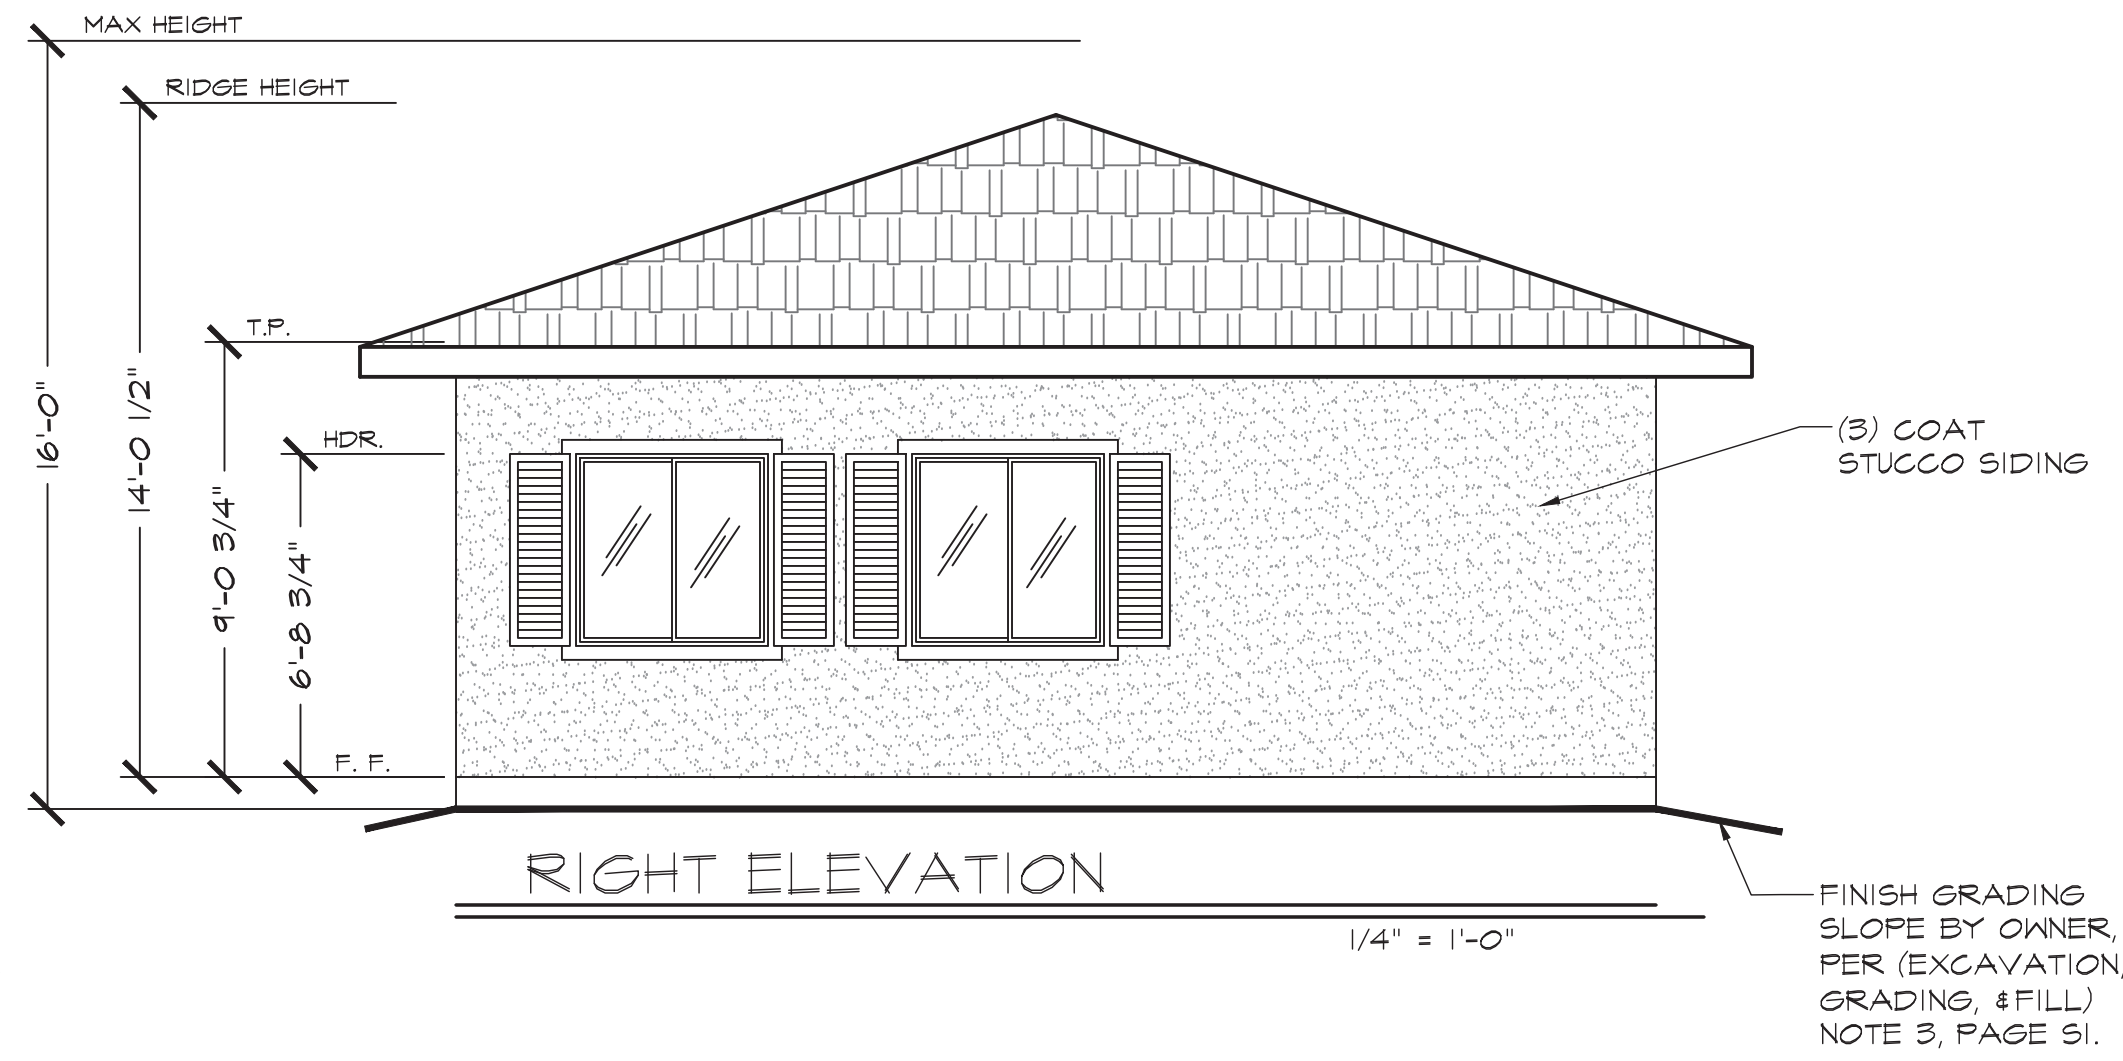 MAX HEIGHT
RIDGE HEIGHT
T.P.
HDR.
F. F.
16'-0"
14'-0 1/2"
9'-0 3/4"
6'-8 3/4"
(3) COAT
STUCCO SIDING
RIGHT ELEVATION
1/4" = 1'-0"
FINISH GRADING
SLOPE BY OWNER,
PER (EXCAVATION,
GRADING, &FILL)
NOTE 3, PAGE S1.